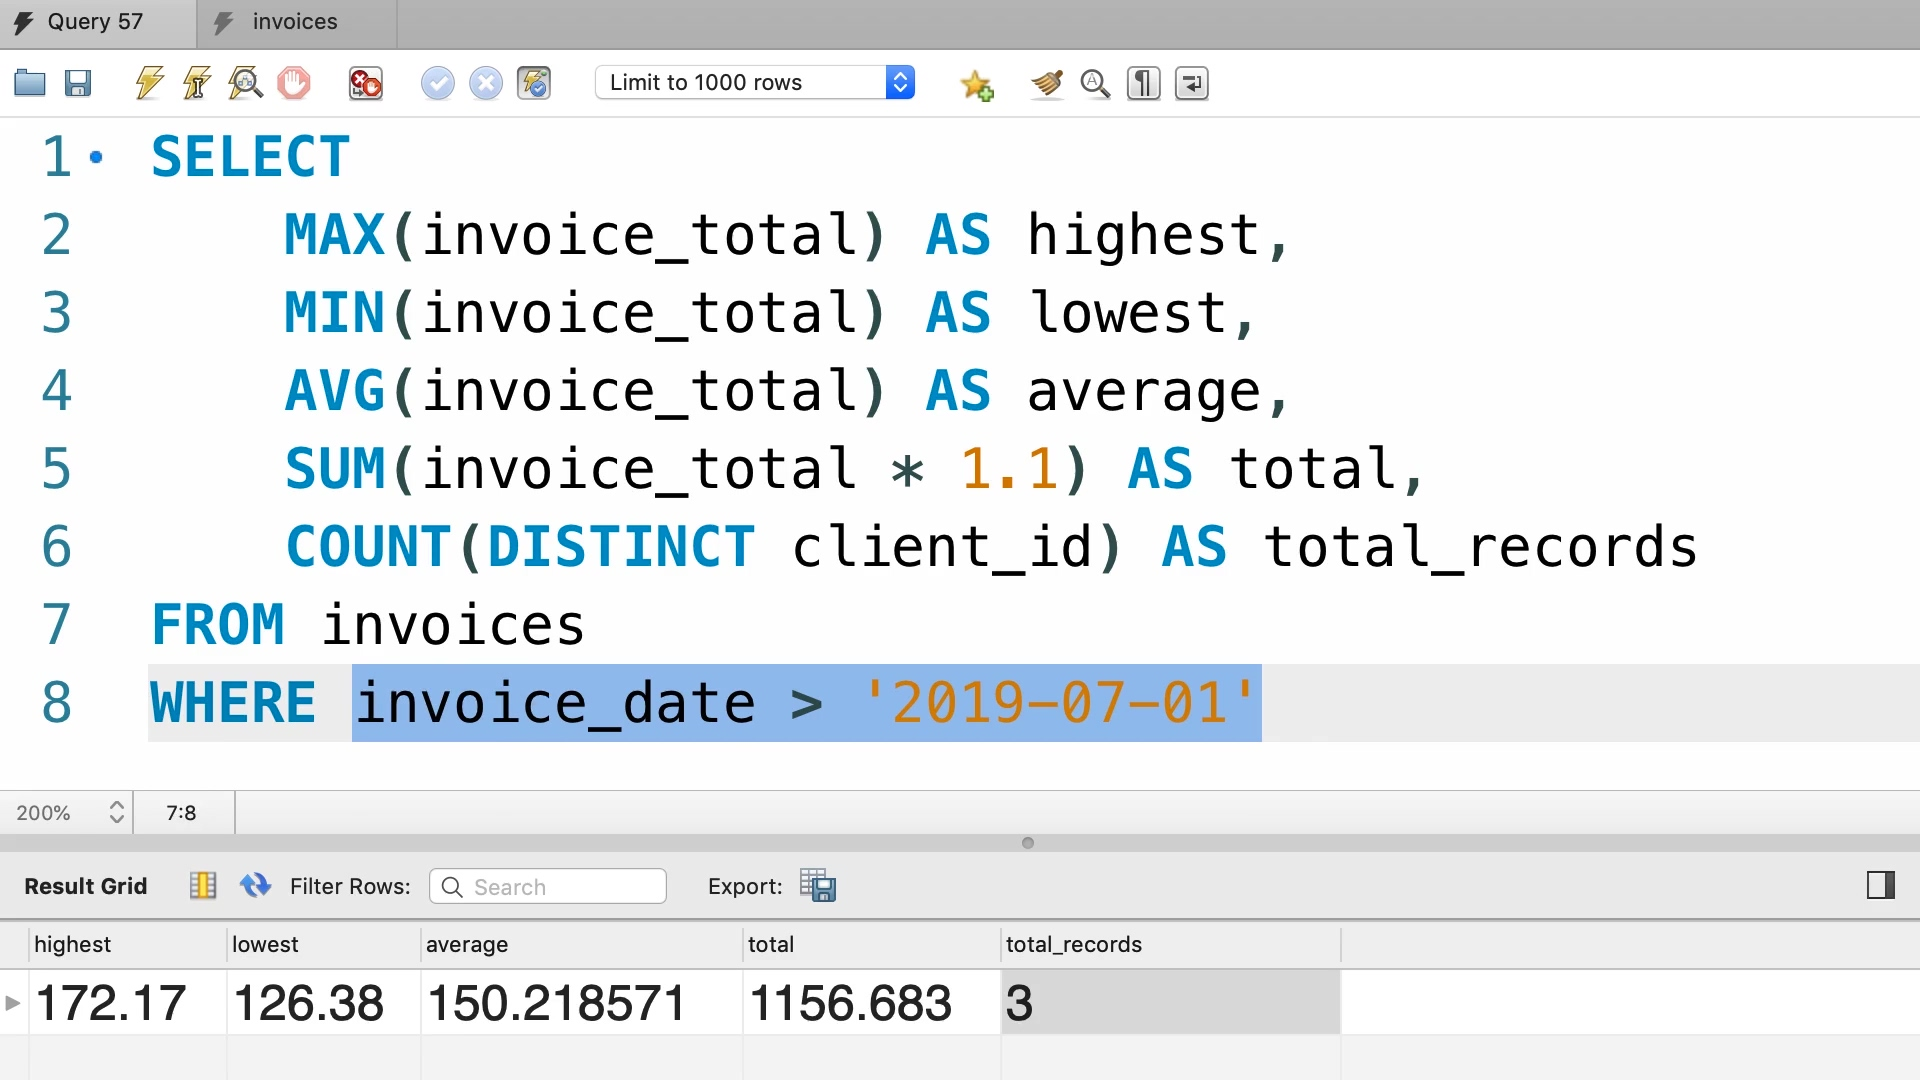 Query 57
invoices
Limit to 1000 rows
1 SELECT
2 MAX(invoice_total) AS highest,
3 MIN(invoice_total) AS lowest,
4 AVG(invoice_total) AS average,
5 SUM(invoice_total * 1.1) AS total,
6 COUNT(DISTINCT client_id) AS total_records
7 FROM invoices
8 WHERE invoice_date > '2019-07-01'
200% 7:8
Result Grid Filter Rows: Search Export:
highest lowest average total total_records
172.17 126.38 150.218571 1156.683 3